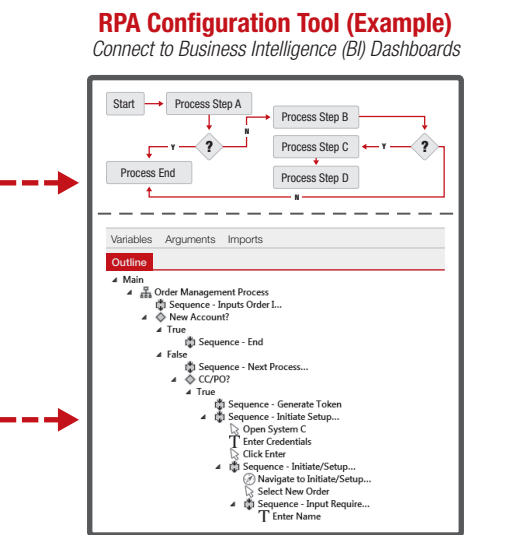 RPA Configuration Tool (Example)
Connect to Business Intelligence (BI) Dashboards
Start
Process Step A
Process Step B
N
Y
?
Process Step C
Y
?
Process End
Process Step D
N
Variables Arguments Imports
Outline
Main
Order Management Process
Sequence - Inputs Order I...
New Account?
True
Sequence - End
False
Sequence - Next Process...
CC/PO?
True
Sequence - Generate Token
Sequence - Initiate Setup...
Open System C
T Enter Credentials
Click Enter
Sequence - Initiate/Setup...
Navigate to Initiate/Setup...
Select New Order
Sequence - Input Require...
T Enter Name